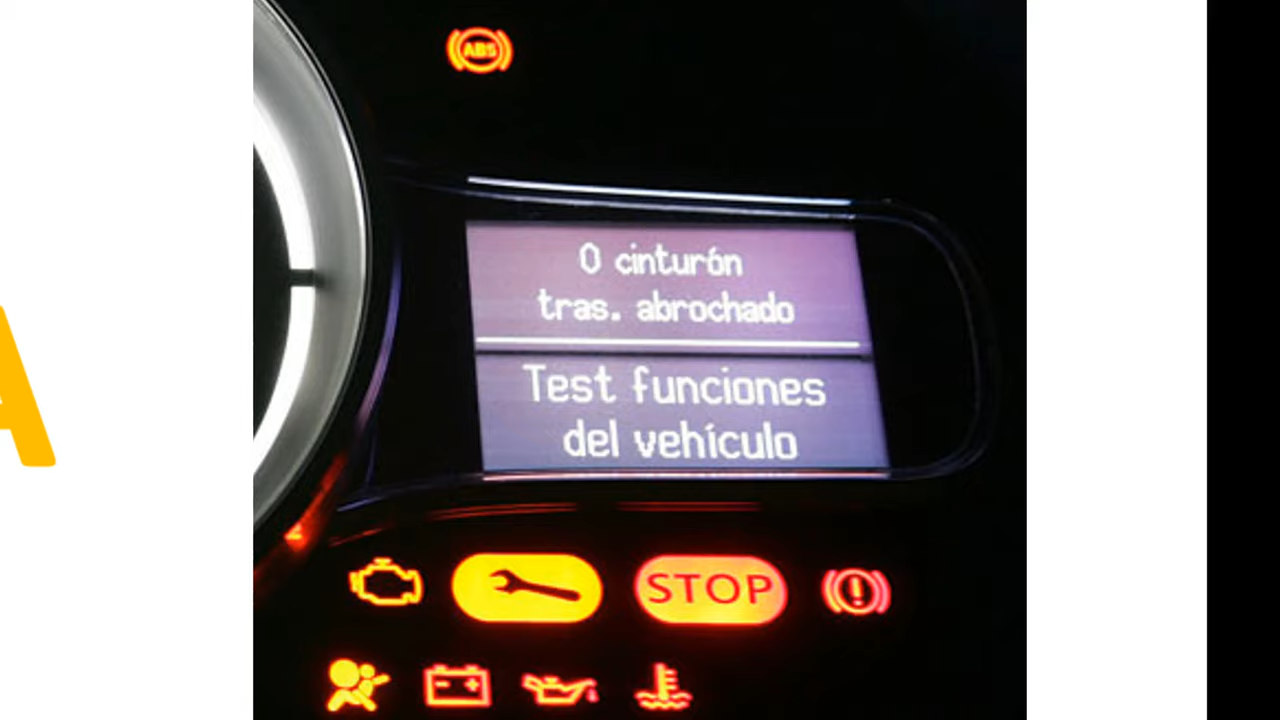 A
ABS
0 cinturón
tras. abrochado
Test funciones
del vehículo
STOP